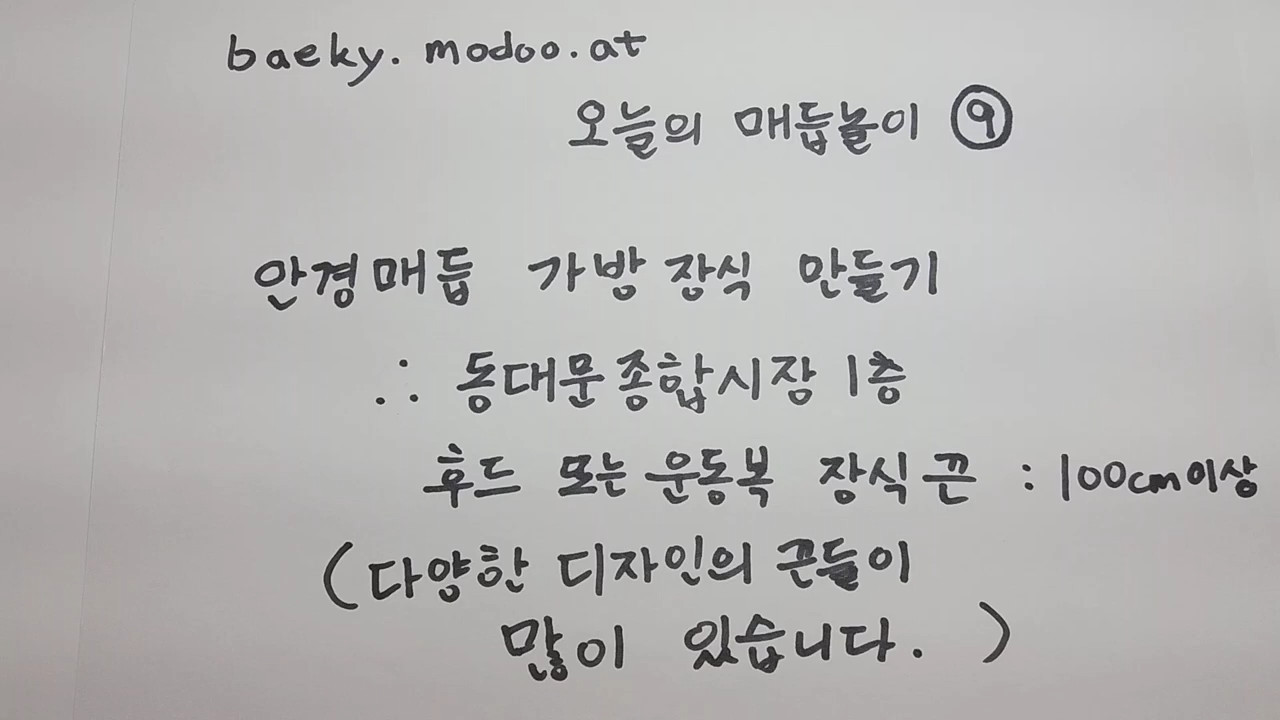 baeky. modoo.at
오늘의 매듭놀이 ⑨
안경매듭 가방 장식 만들기
∴ 동대문종합시장 1층
후드 또는 운동복 장식 끈 : 100cm이상
(다양한 디자인의 끈들이
많이 있습니다. )